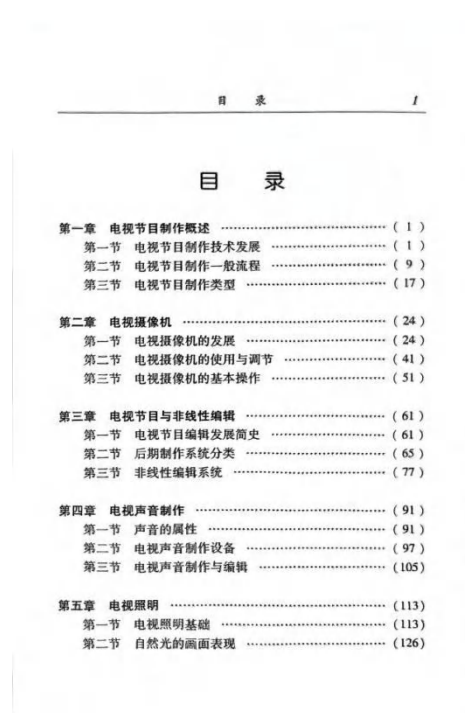 目 录 1
目 录
第一章 电视节目制作概述 ……………………………… ( 1 )
第一节 电视节目制作技术发展 …………………… ( 1 )
第二节 电视节目制作一般流程 …………………… ( 9 )
第三节 电视节目制作类型 ………………………… ( 17 )
第二章 电视摄像机 ……………………………………… ( 24 )
第一节 电视摄像机的发展 ………………………… ( 24 )
第二节 电视摄像机的使用与调节 ………………… ( 41 )
第三节 电视摄像机的基本操作 …………………… ( 51 )
第三章 电视节目与非线性编辑 ………………………… ( 61 )
第一节 电视节目编辑发展简史 …………………… ( 61 )
第二节 后期制作系统分类 ………………………… ( 65 )
第三节 非线性编辑系统 …………………………… ( 77 )
第四章 电视声音制作 …………………………………… ( 91 )
第一节 声音的属性 ………………………………… ( 91 )
第二节 电视声音制作设备 ………………………… ( 97 )
第三节 电视声音制作与编辑 ……………………… (105)
第五章 电视照明 ………………………………………… (113)
第一节 电视照明基础 ……………………………… (113)
第二节 自然光的画面表现 ………………………… (126)